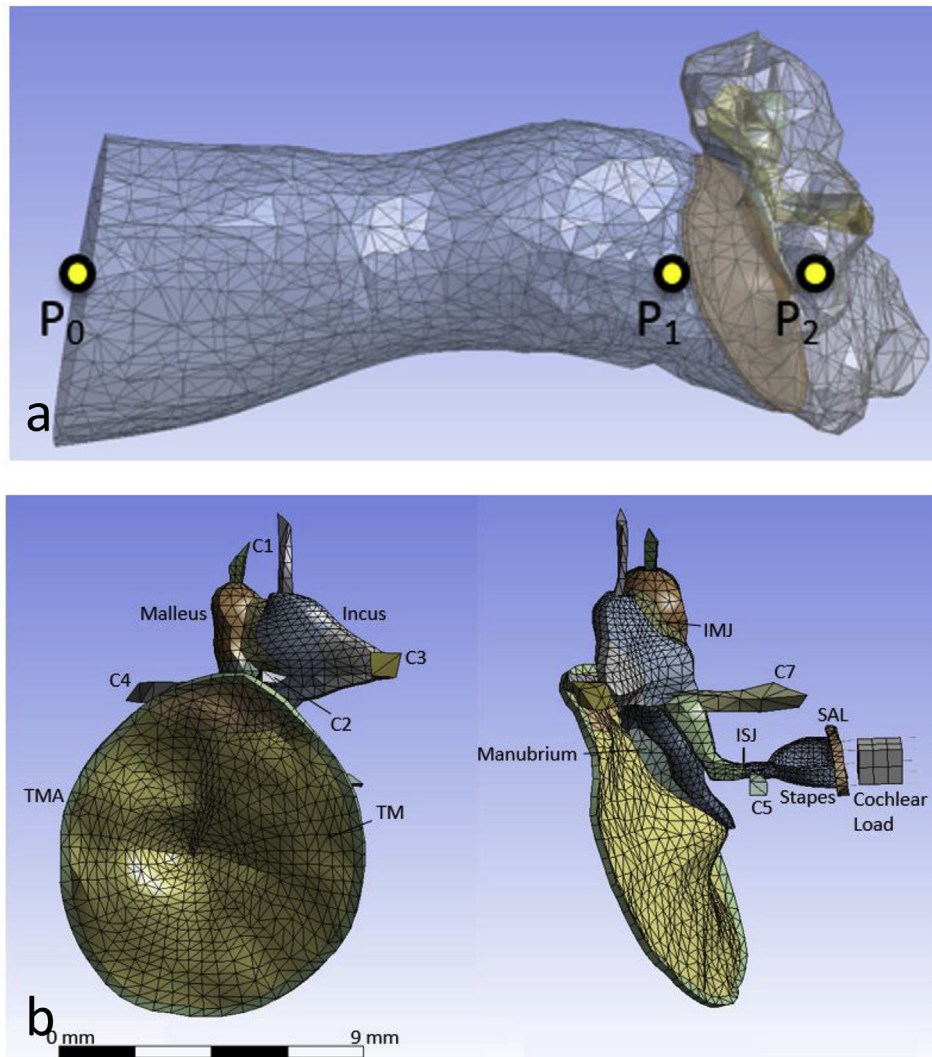 P0
P1
P2
a
C1
Malleus
Incus
C3
C4
C2
TMA
TM
IMJ
C7
SAL
ISJ
Manubrium
C5
Stapes
Cochlear
Load
b
0 mm
9 mm